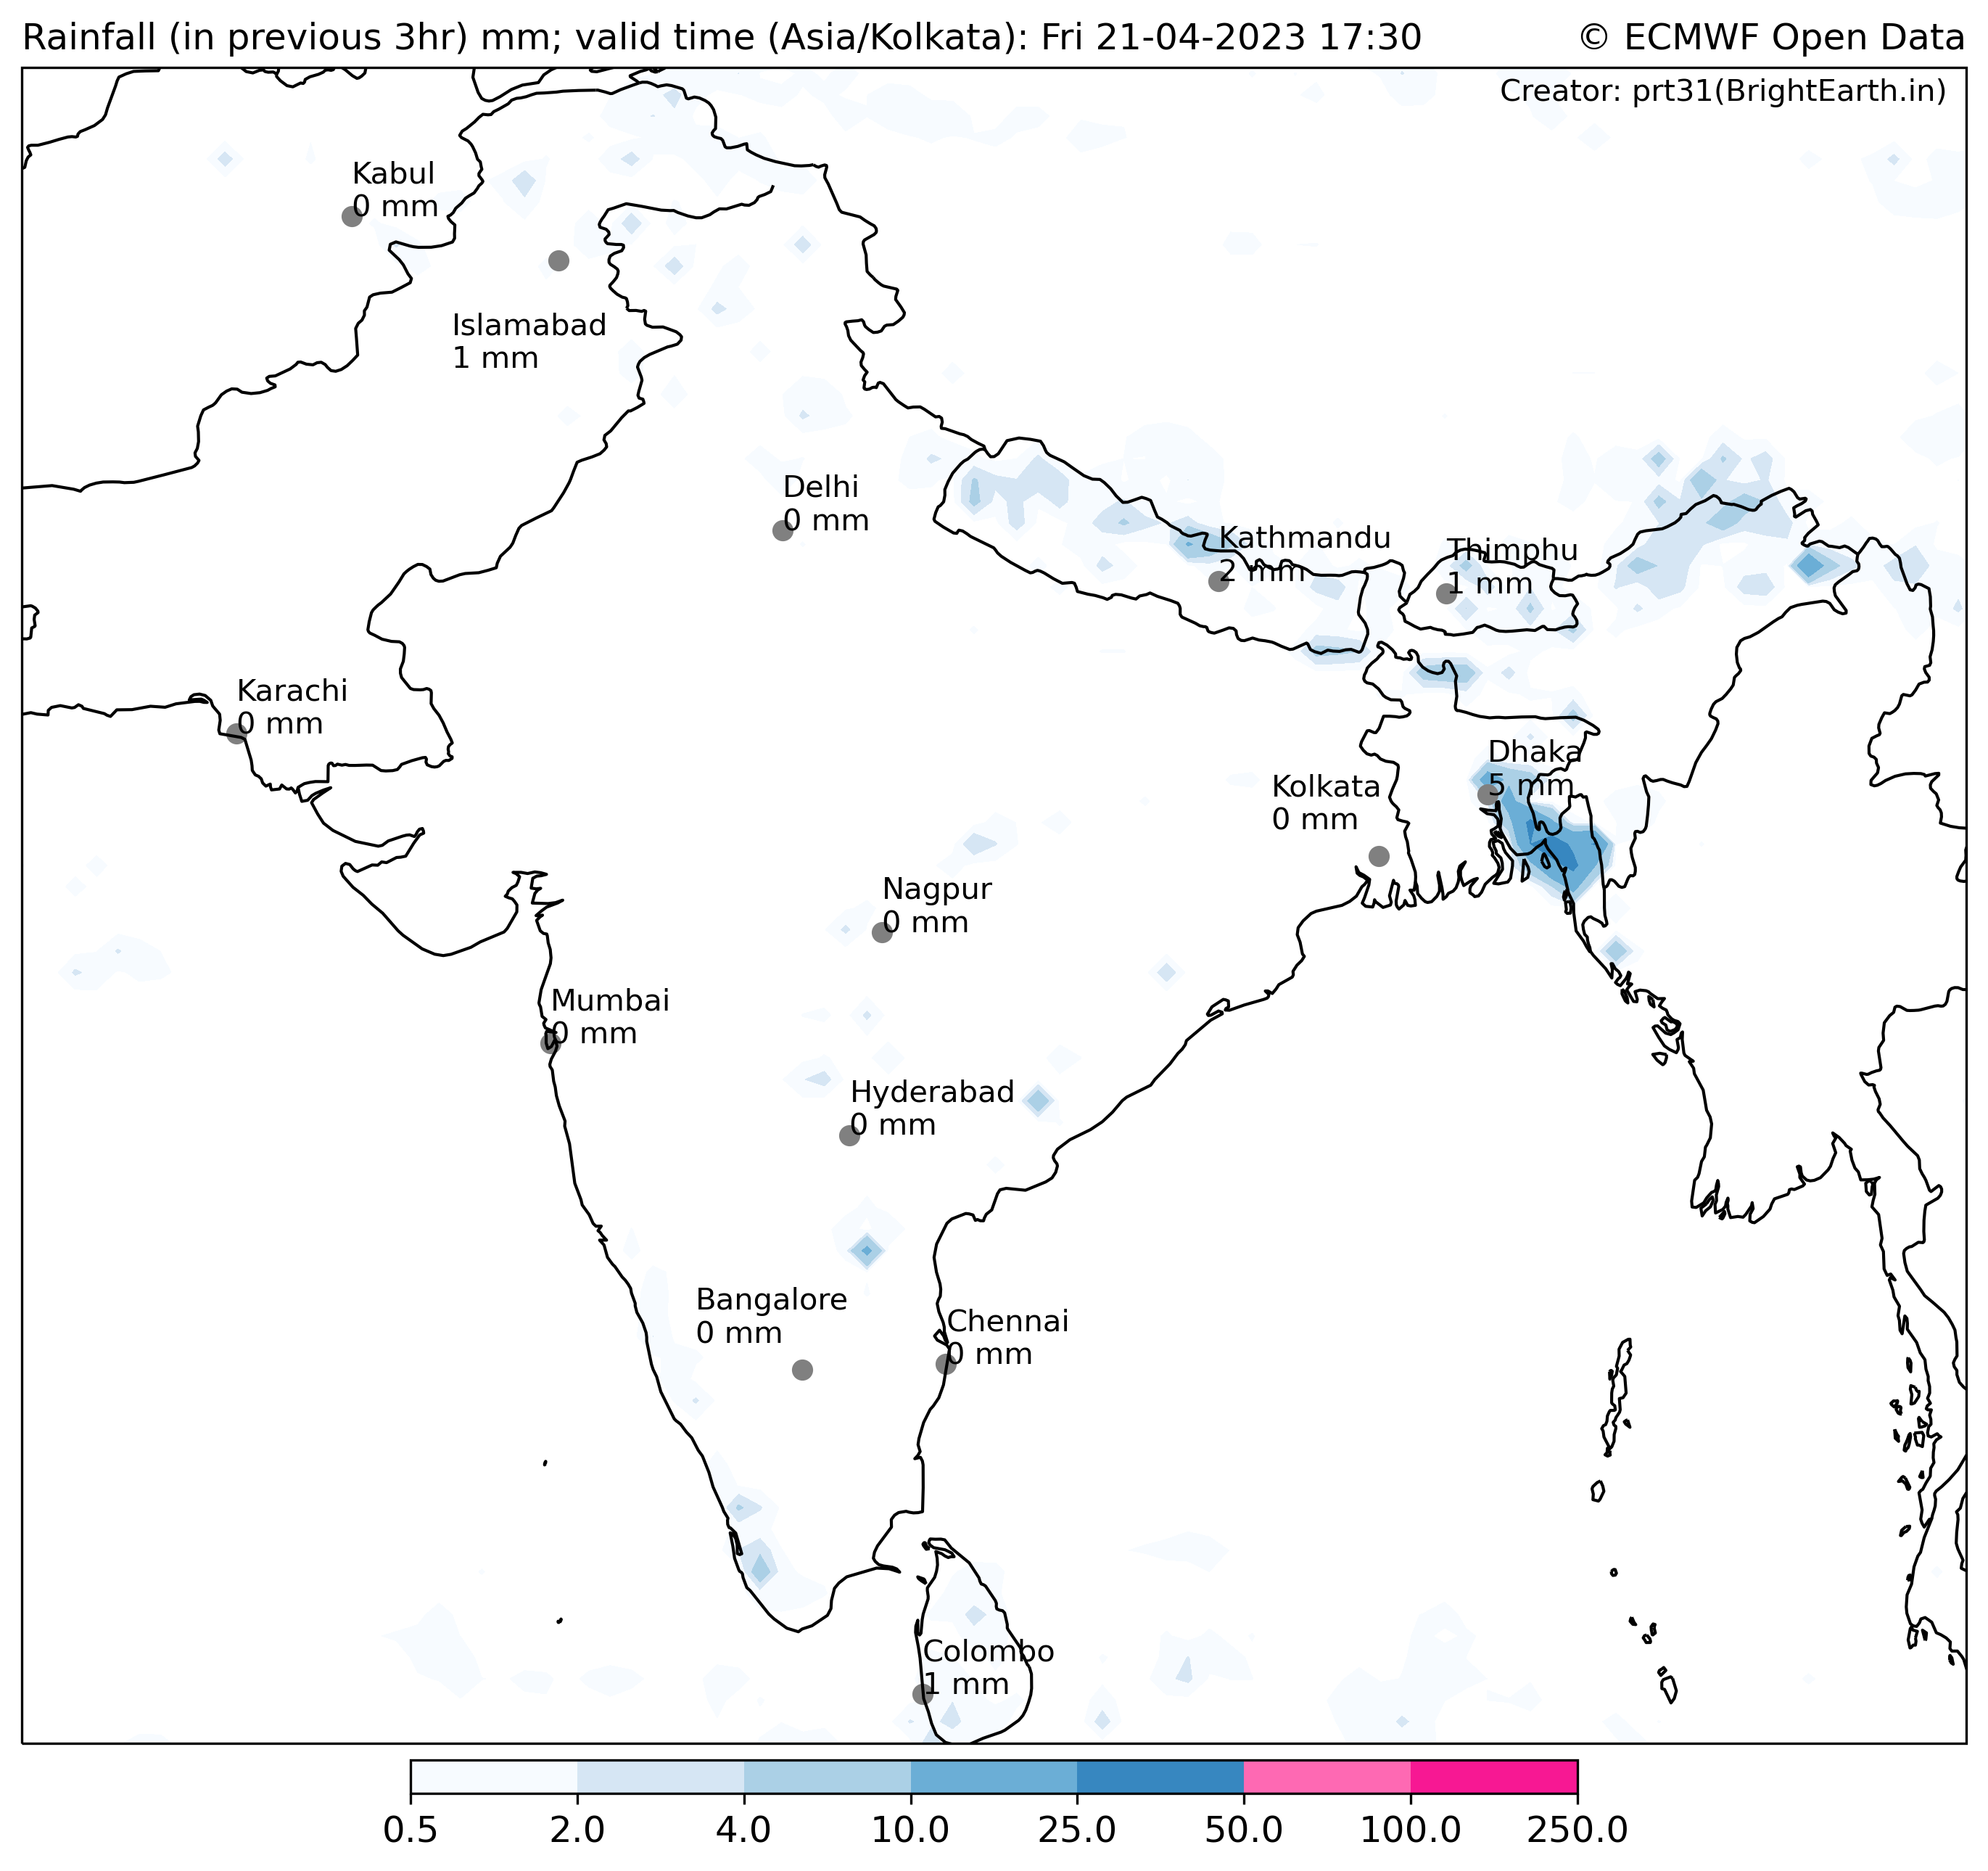 Rainfall (in previous 3hr) mm; valid time (Asia/Kolkata): Fri 21-04-2023 17:30
© ECMWF Open Data
Creator: prt31(BrightEarth.in)
Kabul
0 mm
Islamabad
1 mm
Delhi
0 mm
Kathmandu
2 mm
Thimphu
1 mm
Karachi
0 mm
Dhaka
5 mm
Kolkata
0 mm
Nagpur
0 mm
Mumbai
0 mm
Hyderabad
0 mm
Bangalore
0 mm
Chennai
0 mm
Colombo
1 mm
0.5 2.0 4.0 10.0 25.0 50.0 100.0 250.0